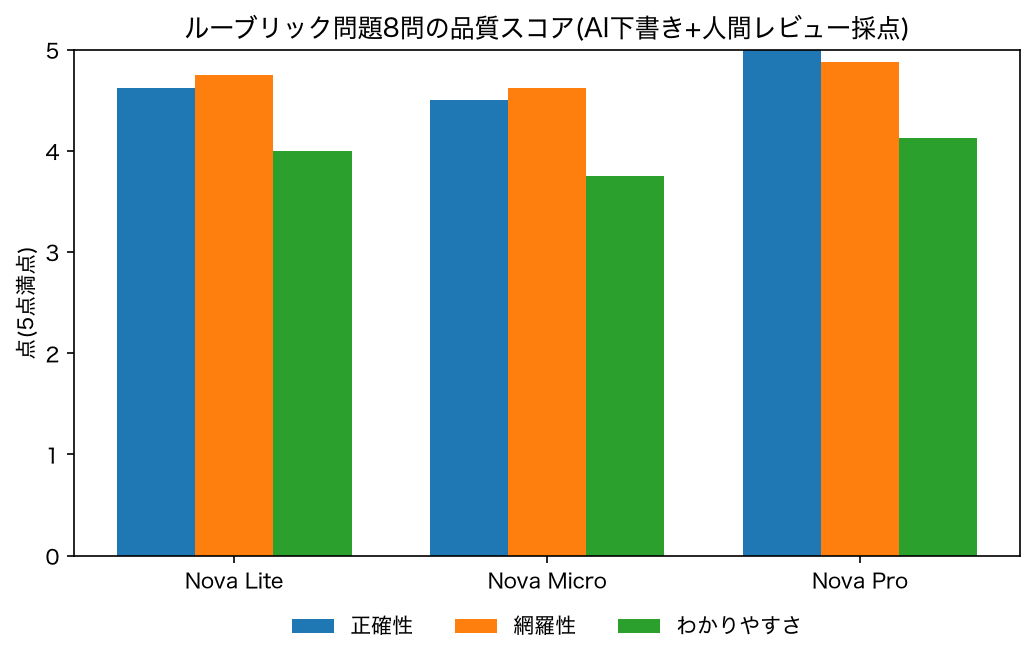 ルーブリック問題8問の品質スコア(AI下書き+人間レビュー採点)
点(5点満点)
5
4
3
2
1
0
Nova Lite
Nova Micro
Nova Pro
正確性
網羅性
わかりやすさ